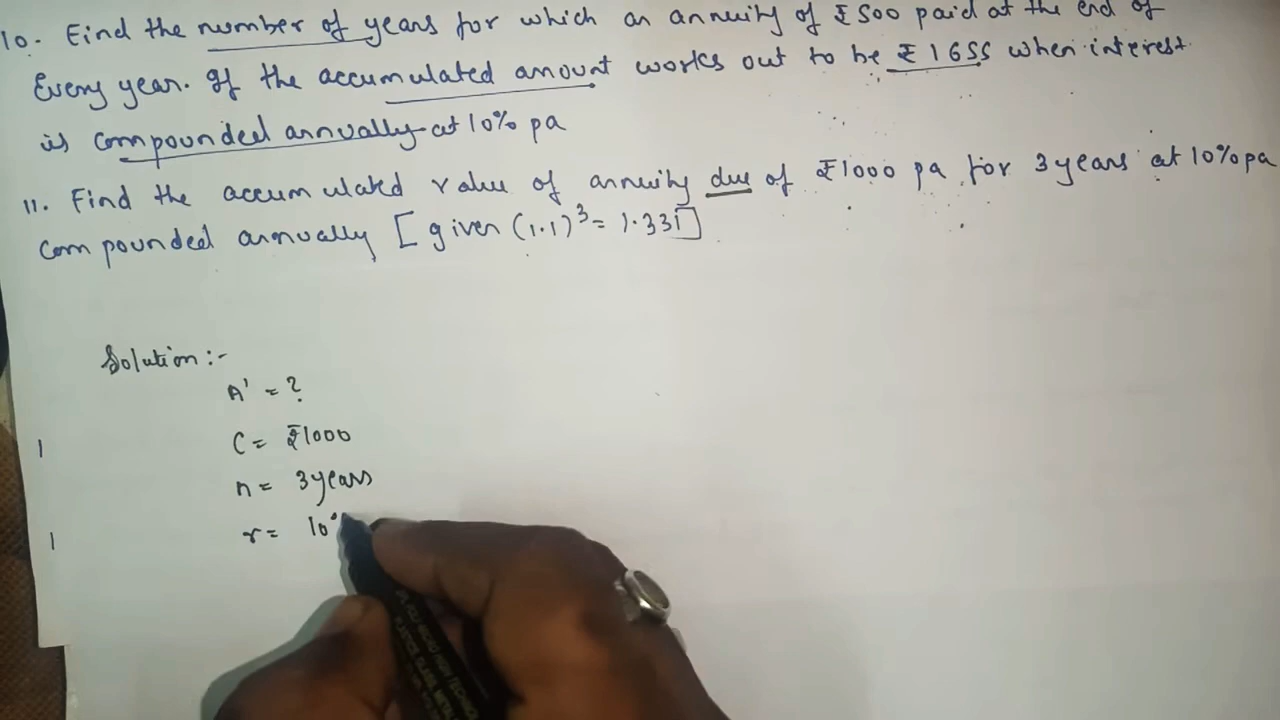 10. Find the number of years for which an annuity of ₹500 paid at the end of
Every year. If the accumulated amount works out to be ₹1655 when interest
is compounded annually at 10% pa
11. Find the accumulated value of annuity due of ₹1000 pa for 3 years at 10% pa
compounded annually [given (1.1)³ = 1.331]
Solution:-
A' = ?
C = ₹1000
n = 3 years
r = 10